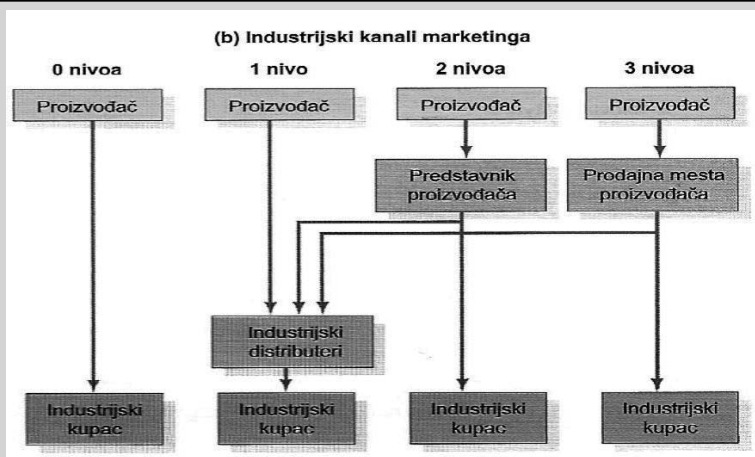 (b) Industrijski kanali marketinga
0 nivoa
1 nivo
2 nivoa
3 nivoa
Proizvođač
Proizvođač
Proizvođač
Proizvođač
Predstavnik
proizvođača
Prodajna mesta
proizvođača
Industrijski
distributeri
Industrijski
kupac
Industrijski
kupac
Industrijski
kupac
Industrijski
kupac